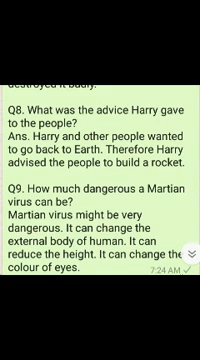 destroyed it badly.
Q8. What was the advice Harry gave
to the people?
Ans. Harry and other people wanted
to go back to Earth. Therefore Harry
advised the people to build a rocket.
Q9. How much dangerous a Martian
virus can be?
Martian virus might be very
dangerous. It can change the
external body of human. It can
reduce the height. It can change the
colour of eyes.
7:24 AM